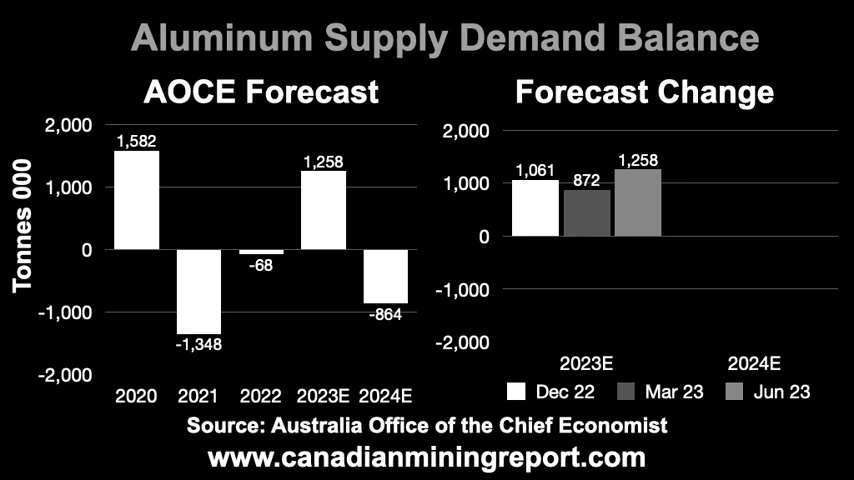 Aluminum Supply Demand Balance
AOCE Forecast
Tonnes 000
2,000
1,000
0
-1,000
-2,000
1,582
-1,348
-68
1,258
-864
2020
2021
2022
2023E
2024E
Forecast Change
2,000
1,000
0
-1,000
-2,000
1,061
872
1,258
2023E
2024E
Dec 22
Mar 23
Jun 23
Source: Australia Office of the Chief Economist
www.canadianminingreport.com